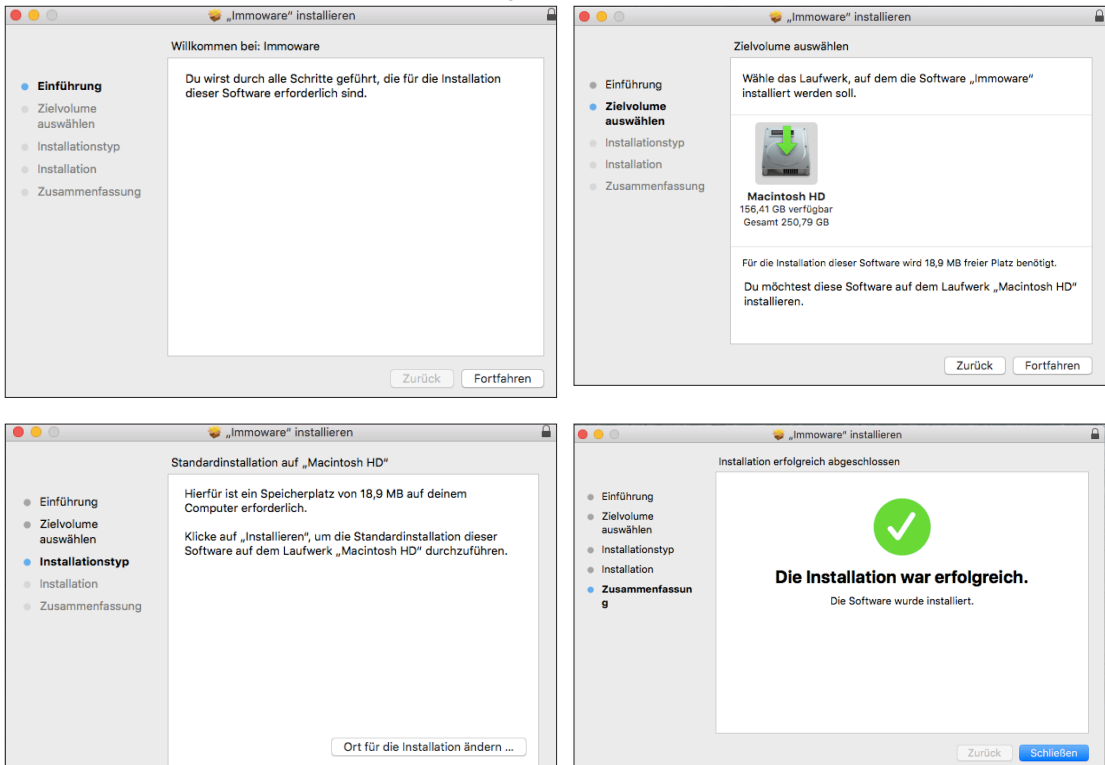 „Immoware“ installieren
Willkommen bei: Immoware
Einführung
Zielvolume
auswählen
Installationstyp
Installation
Zusammenfassung
Du wirst durch alle Schritte geführt, die für die Installation
dieser Software erforderlich sind.
Zurück
Fortfahren
„Immoware“ installieren
Zielvolume auswählen
Einführung
Zielvolume
auswählen
Installationstyp
Installation
Zusammenfassung
Wähle das Laufwerk, auf dem die Software „Immoware“
installiert werden soll.
Macintosh HD
156,41 GB verfügbar
Gesamt 250,79 GB
Für die Installation dieser Software wird 18,9 MB freier Platz benötigt.
Du möchtest diese Software auf dem Laufwerk „Macintosh HD“
installieren.
Zurück
Fortfahren
„Immoware“ installieren
Standardinstallation auf „Macintosh HD“
Einführung
Zielvolume
auswählen
Installationstyp
Installation
Zusammenfassung
Hierfür ist ein Speicherplatz von 18,9 MB auf deinem
Computer erforderlich.
Klicke auf „Installieren“, um die Standardinstallation dieser
Software auf dem Laufwerk „Macintosh HD“ durchzuführen.
Ort für die Installation ändern ...
„Immoware“ installieren
Installation erfolgreich abgeschlossen
Einführung
Zielvolume
auswählen
Installationstyp
Installation
Zusammenfassun
g
Die Installation war erfolgreich.
Die Software wurde installiert.
Zurück
Schließen